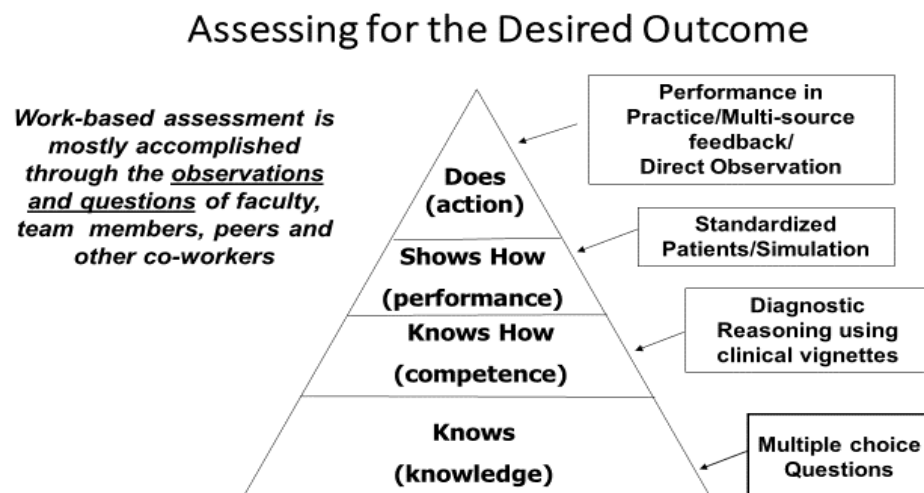 Assessing for the Desired Outcome
Work-based assessment is
mostly accomplished
through the observations
and questions of faculty,
team members, peers and
other co-workers
Does
(action)
Shows How
(performance)
Knows How
(competence)
Knows
(knowledge)
Performance in
Practice/Multi-source
feedback/
Direct Observation
Standardized
Patients/Simulation
Diagnostic
Reasoning using
clinical vignettes
Multiple choice
Questions